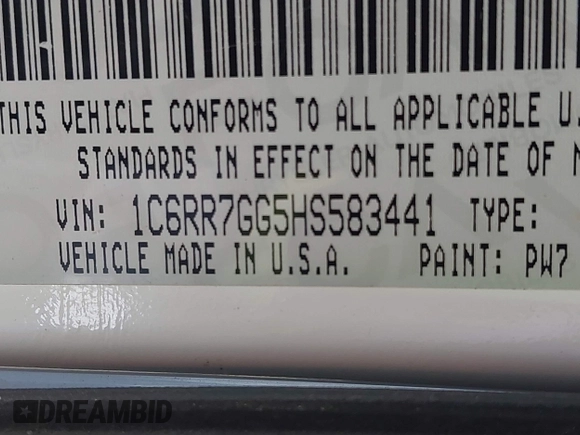 THIS VEHICLE CONFORMS TO ALL APPLICABLE U.
STANDARDS IN EFFECT ON THE DATE OF
VIN: 1C6RR7GG5HS583441 TYPE:
VEHICLE MADE IN U.S.A. PAINT: PW7
DREAMBID